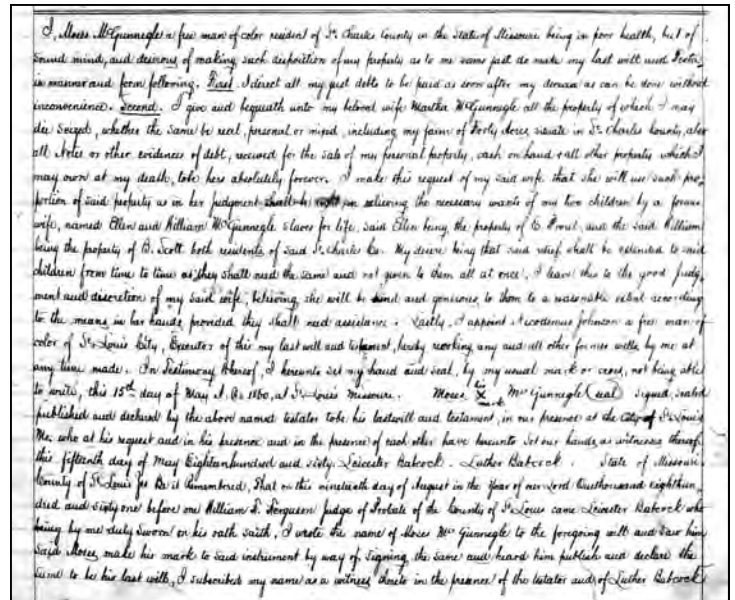 I, Moses McGunnegle a free man of color resident of St. Charles County in the State of Missouri being in poor health, but of
sound mind, and desirous of making such disposition of my property as to me seems just do make my last will and Testa
in manner and form following. First. I direct all my just debts to be paid as soon after my demise as can be done without
inconvenience. Second. I give and bequeath unto my beloved wife Marther McGunnegle all the property of which I may
die seized, whether the same be real, personal or mixed, including my farm of Forty Acres, situate in St. Charles County, also
all Notes or other evidences of debt, received for the sale of my personal property, cash on hand & all other property which I
may own at my death, to be hers absolutely forever. I make this request of my said wife that she will use such pro,
portion of said property as in her judgment shall be right in relieving the necessary wants of my two children by a former
wife, named Ellen and William McGunnegle slaves for life, said Ellen being the property of B. and the said William
being the property of B. Scott both residents of said St. Charles Co. My desire being that said relief shall be extended to said
children from time to time as they shall need the same and not given to them all at once, I leave this to the good judg,
ment and discretion of my said wife, believing she will be kind and generous to them to a reasonable extent according
to the means in her hands, provided they shall need assistance. Lastly, I appoint Nicodemus Johnson a free man of
color of St. Louis City, Executor of this my last will and testament, hereby revoking any and all other former wills by me at
any time made. In Testimony Whereof, I hereunto set my hand and seal, by my usual mark or cross, not being able
to write, this 15th day of May A.D. 1860, at St. Louis Missouri. Moses his X mark McGunnegle (seal) signed, sealed
published and declared by the above named testator to be his last will and testament, in our presence at the City of St. Louis
Mo. who at his request and in his presence and in the presence of each other have hereunto set our hands, as witnesses thereof
this fifteenth day of May Eighteen hundred and sixty. Leicester Babcock. Luther Babcock. State of Missouri
County of St. Louis Be it Remembered, that on this nineteenth day of August in the year of our Lord One thousand eight hun,
dred and sixty one before me William F. Ferguson judge of Probate of the County of St. Louis came Leicester Babcock who
being by me duly sworn on his oath saith, I wrote the name of Moses McGunnegle to the foregoing will and saw him
said Moses, make his mark to said instrument by way of signing the same and heard him publish and declare the
same to be his last will, I subscribed my name as a witness thereto in the presence of the testator and of Luther Babcock